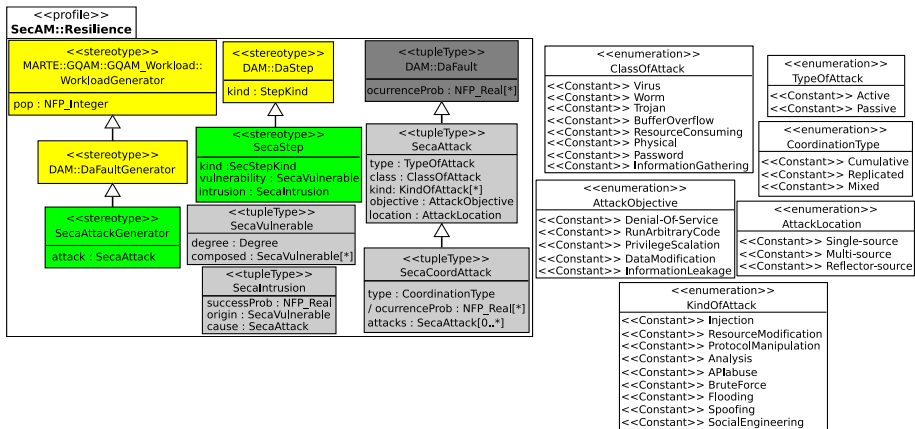 <<profile>>
SecAM::Resilience
<<stereotype>>
MARTE::GQAM::GQAM_Workload::
WorkloadGenerator
pop : NFP_Integer
<<stereotype>>
DAM::DaFaultGenerator
<<stereotype>>
SecaAttackGenerator
attack : SecaAttack
<<stereotype>>
DAM::DaStep
kind : StepKind
<<stereotype>>
SecaStep
kind :SecStepKind
vulnerability : SecaVulnerable
intrusion : SecaIntrusion
<<tupleType>>
SecaVulnerable
degree : Degree
composed : SecaVulnerable[*]
<<tupleType>>
SecaIntrusion
successProb : NFP_Real
origin : SecaVulnerable
cause : SecaAttack
<<tupleType>>
DAM::DaFault
ocurrenceProb : NFP_Real[*]
<<tupleType>>
SecaAttack
type : TypeOfAttack
class : ClassOfAttack
kind: KindOfAttack[*]
objective : AttackObjective
location : AttackLocation
<<tupleType>>
SecaCoordAttack
type : CoordinationType
/ ocurrenceProb : NFP_Real[*]
attacks : SecaAttack[0..*]
<<enumeration>>
ClassOfAttack
<<Constant>> Virus
<<Constant>> Worm
<<Constant>> Trojan
<<Constant>> BufferOverflow
<<Constant>> ResourceConsuming
<<Constant>> Physical
<<Constant>> Password
<<Constant>> InformationGathering
<<enumeration>>
TypeOfAttack
<<Constant>> Active
<<Constant>> Passive
<<enumeration>>
CoordinationType
<<Constant>> Cumulative
<<Constant>> Replicated
<<Constant>> Mixed
<<enumeration>>
AttackObjective
<<Constant>> Denial-Of-Service
<<Constant>> RunArbitraryCode
<<Constant>> PrivilegeScalation
<<Constant>> DataModification
<<Constant>> InformationLeakage
<<enumeration>>
AttackLocation
<<Constant>> Single-source
<<Constant>> Multi-source
<<Constant>> Reflector-source
<<enumeration>>
KindOfAttack
<<Constant>> Injection
<<Constant>> ResourceModification
<<Constant>> ProtocolManipulation
<<Constant>> Analysis
<<Constant>> APIabuse
<<Constant>> BruteForce
<<Constant>> Flooding
<<Constant>> Spoofing
<<Constant>> SocialEngineering